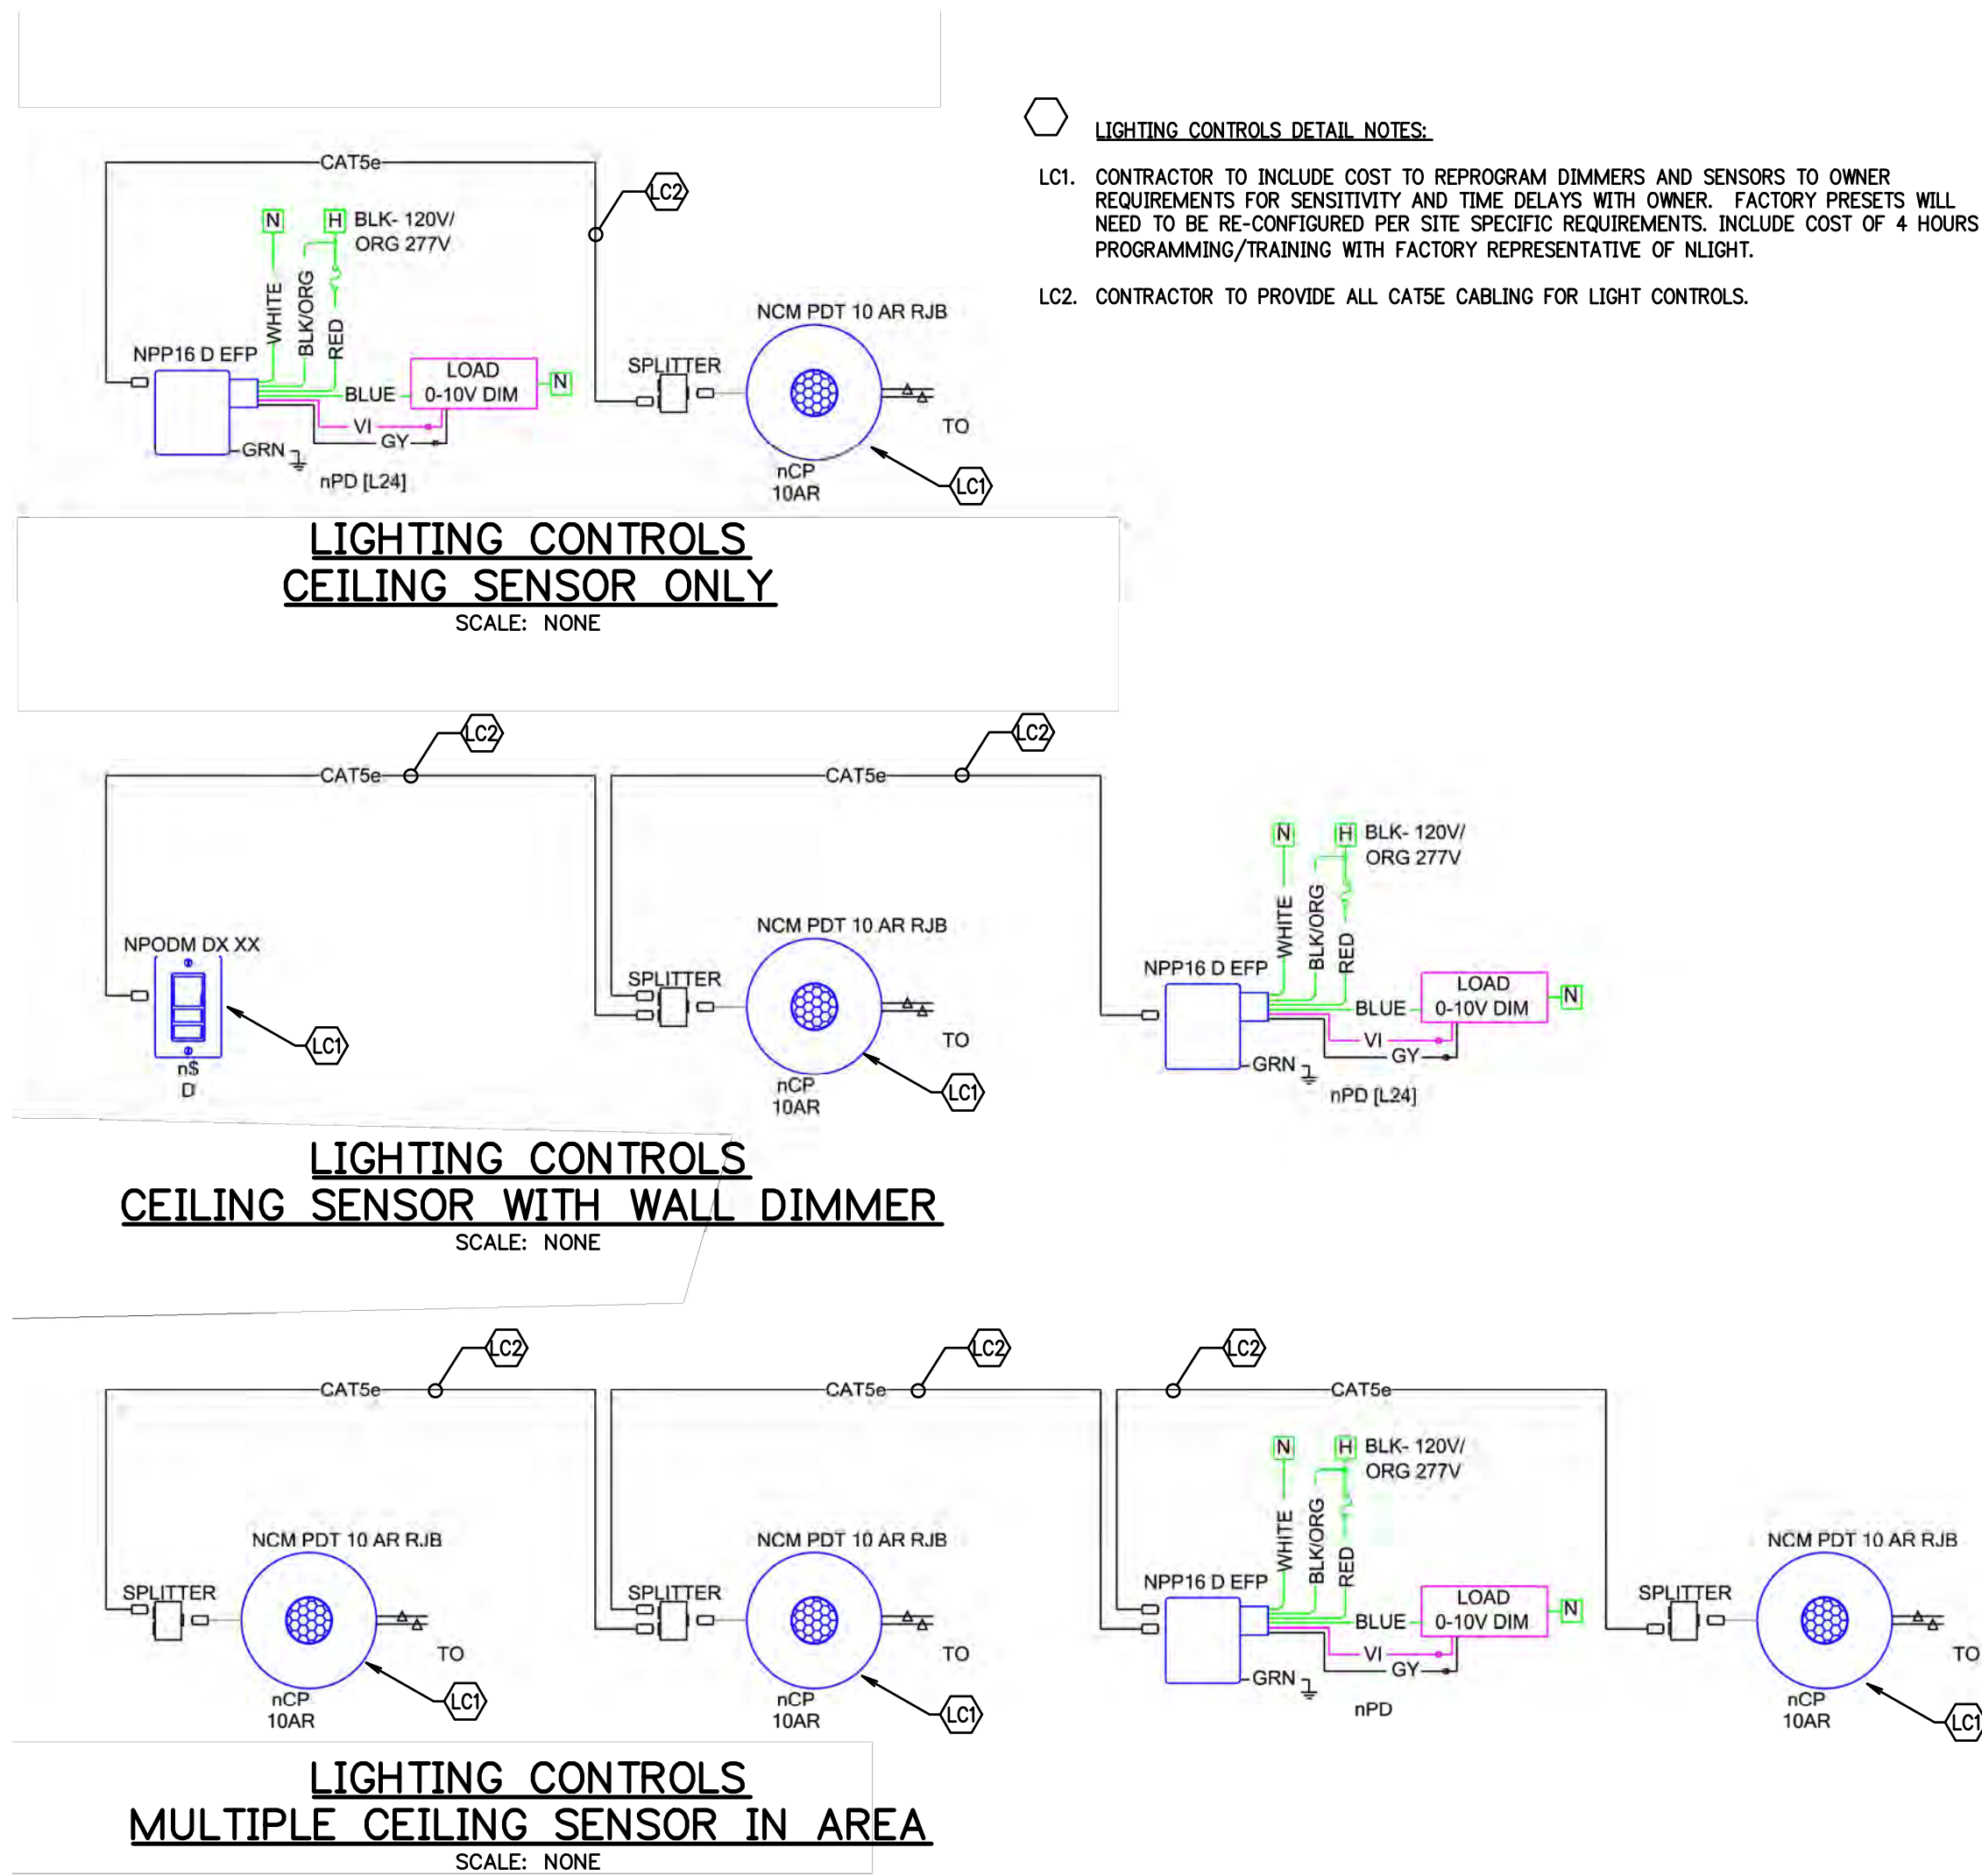 LIGHTING CONTROLS DETAIL NOTES:
LC1. CONTRACTOR TO INCLUDE COST TO REPROGRAM DIMMERS AND SENSORS TO OWNER
REQUIREMENTS FOR SENSITIVITY AND TIME DELAYS WITH OWNER. FACTORY PRESETS WILL
NEED TO BE RE-CONFIGURED PER SITE SPECIFIC REQUIREMENTS. INCLUDE COST OF 4 HOURS
PROGRAMMING/TRAINING WITH FACTORY REPRESENTATIVE OF NLIGHT.
LC2. CONTRACTOR TO PROVIDE ALL CAT5E CABLING FOR LIGHT CONTROLS.
CAT5e
LC2
N
H
BLK- 120V/
ORG 277V
WHITE
BLK/ORG
RED
NPP16 D EFP
BLUE
LOAD
0-10V DIM
N
VI
GY
GRN
nPD [L24]
SPLITTER
NCM PDT 10 AR RJB
TO
nCP
10AR
LC1
LIGHTING CONTROLS
CEILING SENSOR ONLY
SCALE: NONE
LC2
LC2
CAT5e
CAT5e
NPODM DX XX
LC1
n$
D
SPLITTER
NCM PDT 10 AR RJB
TO
nCP
10AR
LC1
N
H
BLK- 120V/
ORG 277V
WHITE
BLK/ORG
RED
NPP16 D EFP
BLUE
LOAD
0-10V DIM
N
VI
GY
GRN
nPD [L24]
LIGHTING CONTROLS
CEILING SENSOR WITH WALL DIMMER
SCALE: NONE
LC2
LC2
LC2
CAT5e
CAT5e
CAT5e
SPLITTER
NCM PDT 10 AR RJB
TO
nCP
10AR
LC1
SPLITTER
NCM PDT 10 AR RJB
TO
nCP
10AR
LC1
N
H
BLK- 120V/
ORG 277V
WHITE
BLK/ORG
RED
NPP16 D EFP
BLUE
LOAD
0-10V DIM
N
VI
GY
GRN
nPD
SPLITTER
NCM PDT 10 AR RJB
TO
nCP
10AR
LC1
LIGHTING CONTROLS
MULTIPLE CEILING SENSOR IN AREA
SCALE: NONE